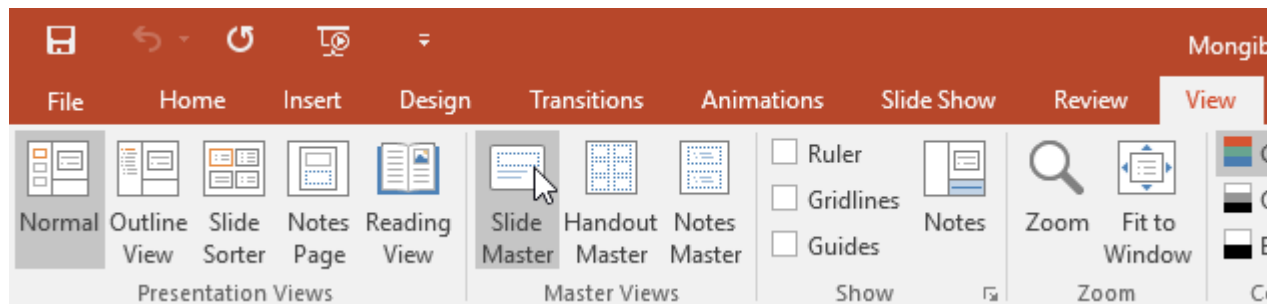 Mongib
File Home Insert Design Transitions Animations Slide Show Review View
Normal Outline View Slide Sorter Notes Page Reading View Slide Master Handout Master Notes Master Ruler Gridlines Guides Notes Zoom Fit to Window
Presentation Views Master Views Show Zoom